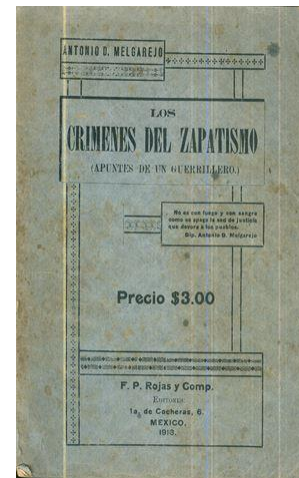 ANTONIO D. MELGAREJO
LOS
CRIMENES DEL ZAPATISMO
(APUNTES DE UN GUERRILLERO.)
No es con fuego y con sangre
como se apaga la sed de justicia
que devora a los pueblos.
Dip. Antonio D. Melgarejo
Precio $3.00
F. P. Rojas y Comp.
EDITORES
1a. de Cocheras, 6.
MEXICO.
1913.